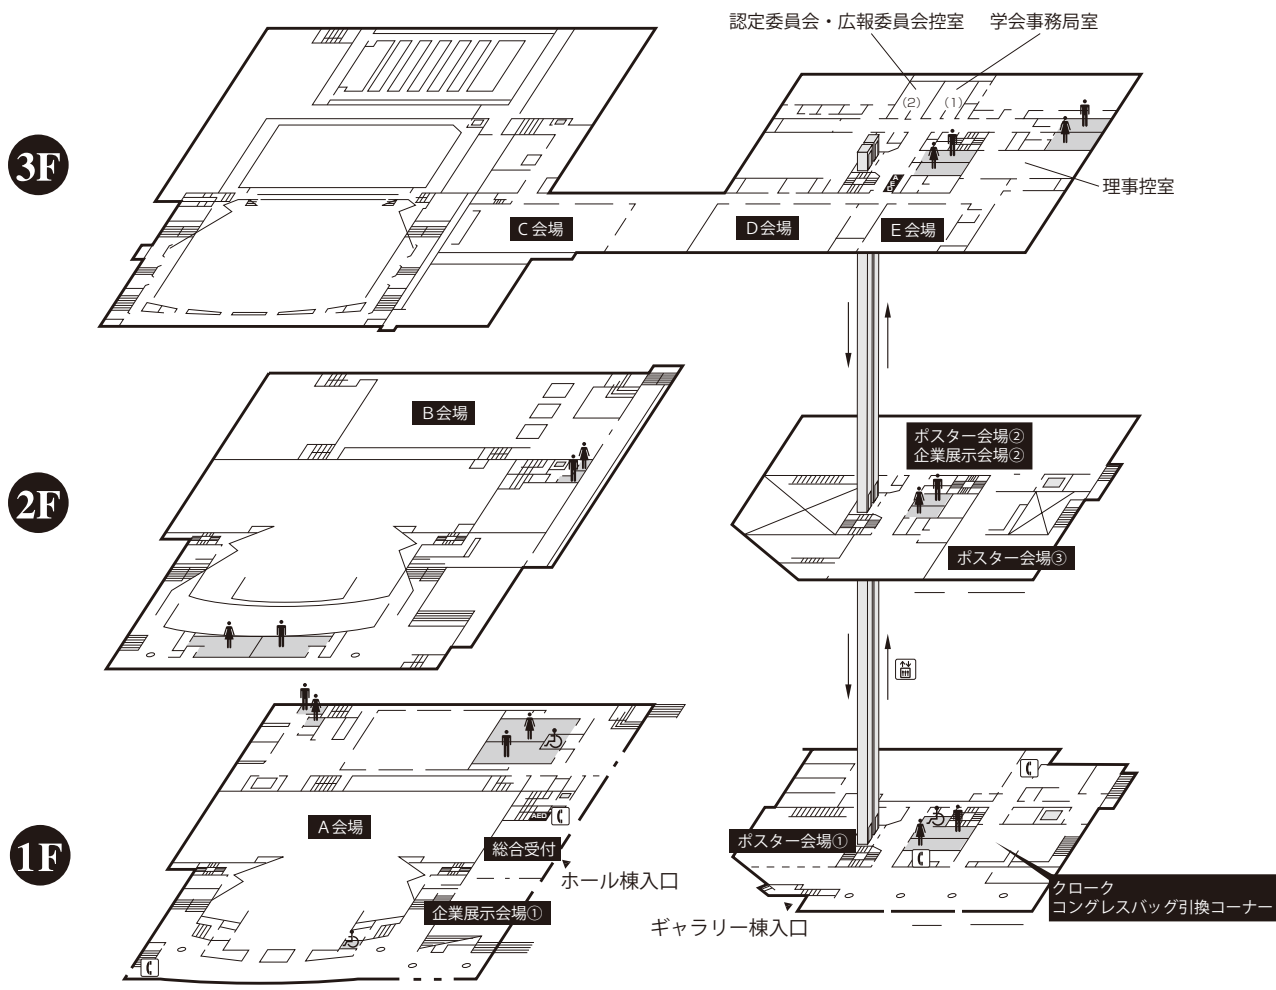 認定委員会・広報委員会控室
学会事務局室
(2)
(1)
3F
理事控室
C会場
D会場
E会場
B会場
ポスター会場②
企業展示会場②
2F
ポスター会場③
1F
A会場
AED
総合受付
ホール棟入口
企業展示会場①
ポスター会場①
ギャラリー棟入口
クローク
コングレスバッグ引換コーナー